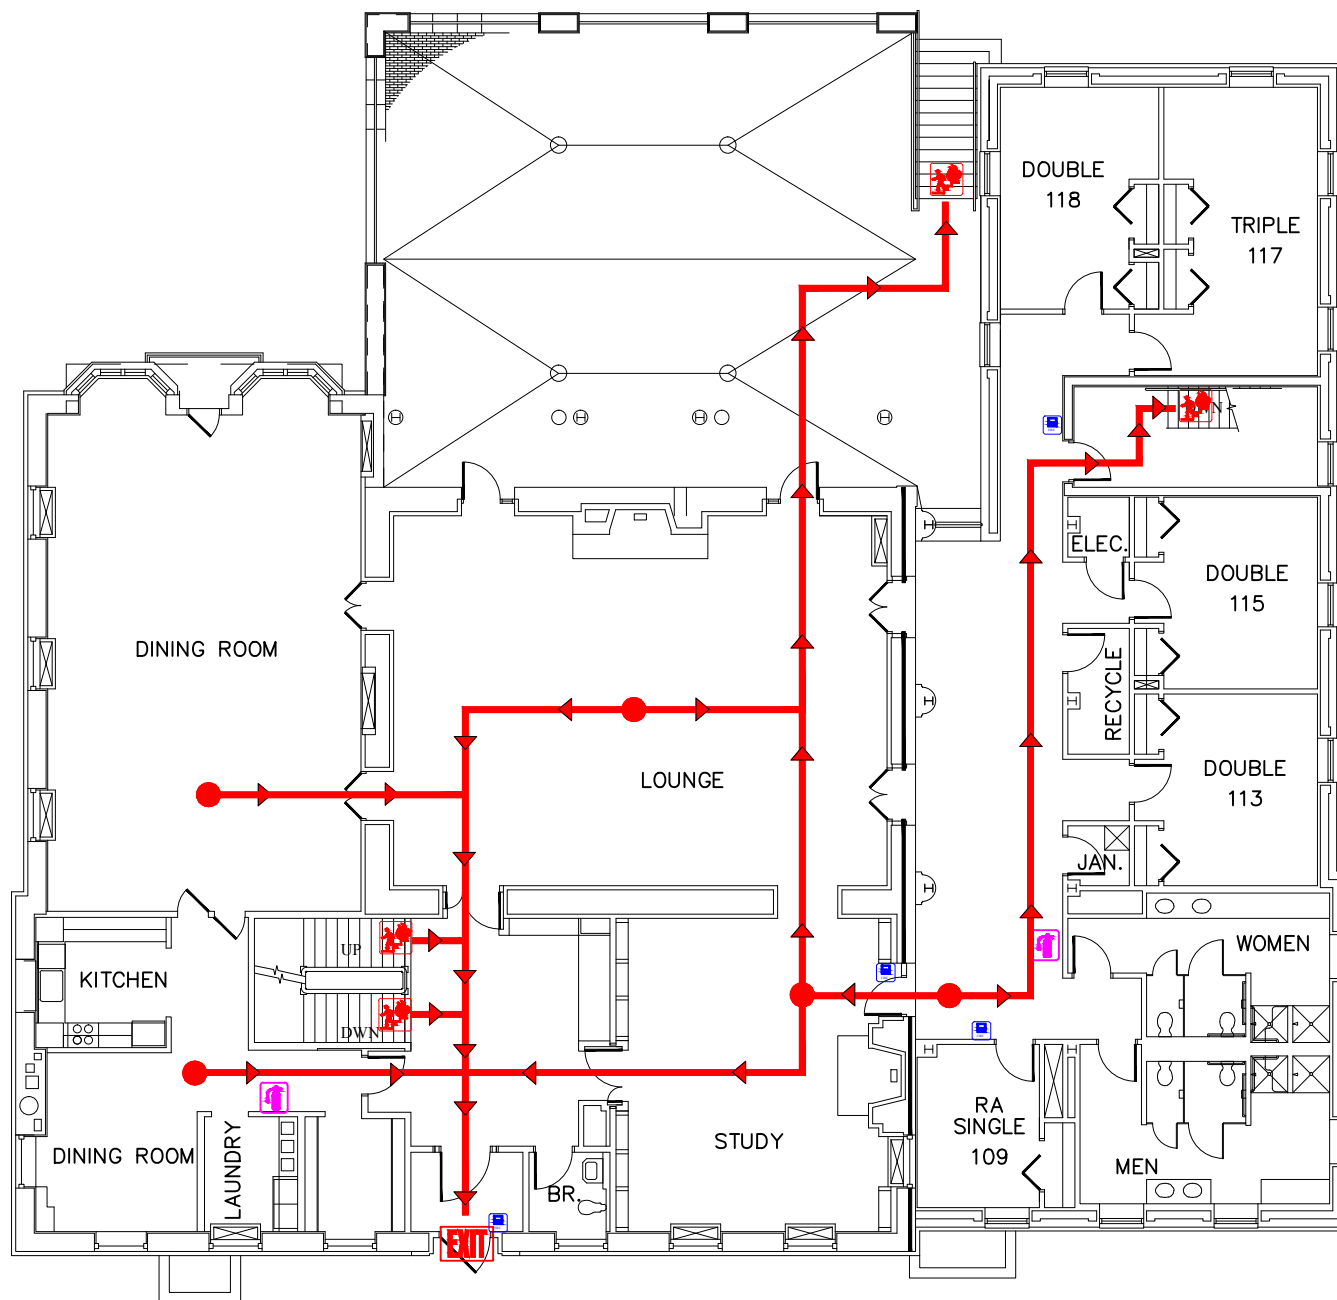 DOUBLE
118
TRIPLE
117
N
ELEC.
DOUBLE
115
DINING ROOM
RECYCLE
LOUNGE
DOUBLE
113
JAN.
UP
WOMEN
KITCHEN
DWN
RA
SINGLE
109
STUDY
DINING ROOM
LAUNDRY
MEN
BR.
EXIT
H
H
H
H
H
H
H
H
H
H
H
H